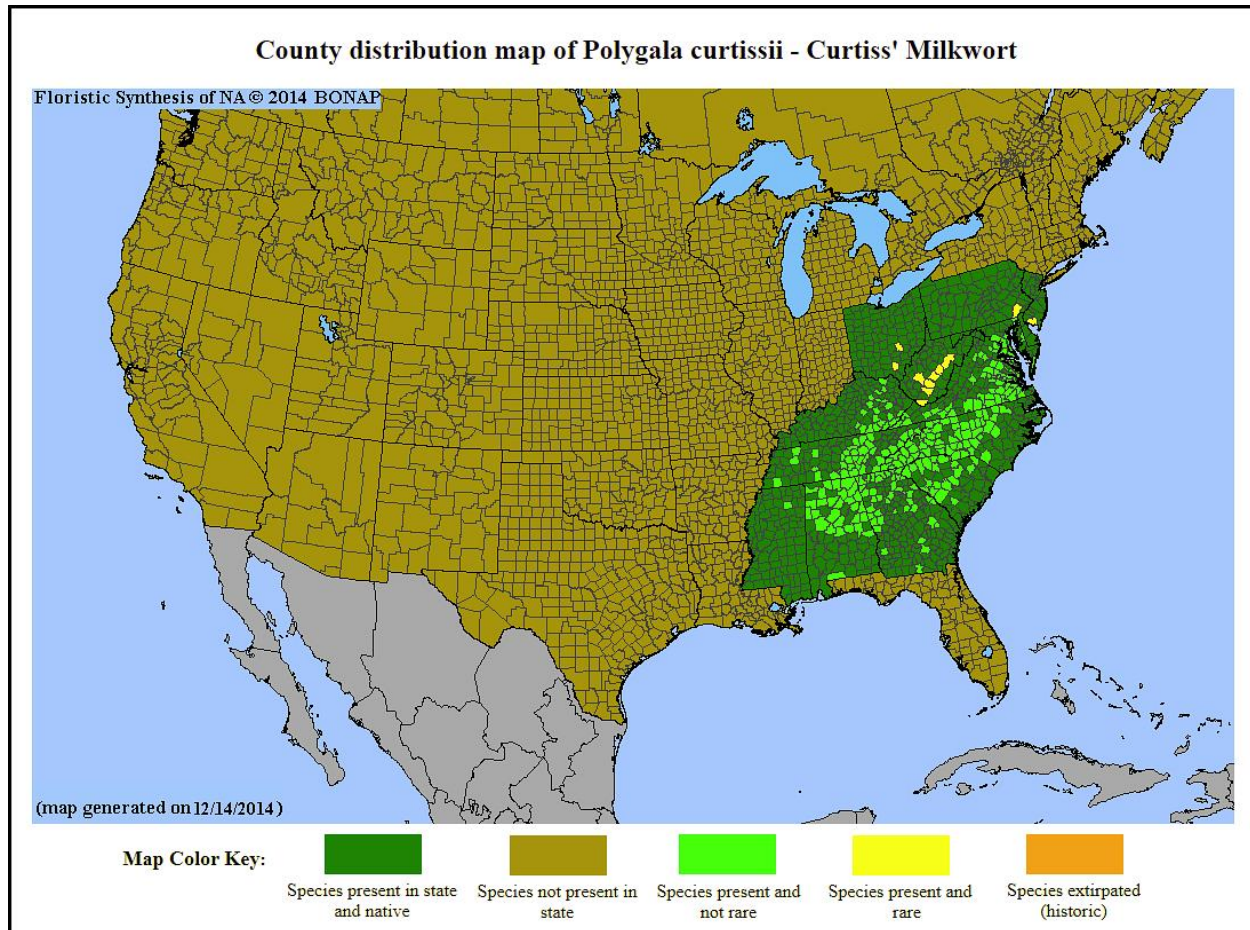 County distribution map of Polygala curtissii - Curtiss' Milkwort
Floristic Synthesis of NA © 2014 BONAP
(map generated on 12/14/2014)
Map Color Key:
Species present in state
and native
Species not present in
state
Species present and
not rare
Species present and
rare
Species extirpated
(historic)